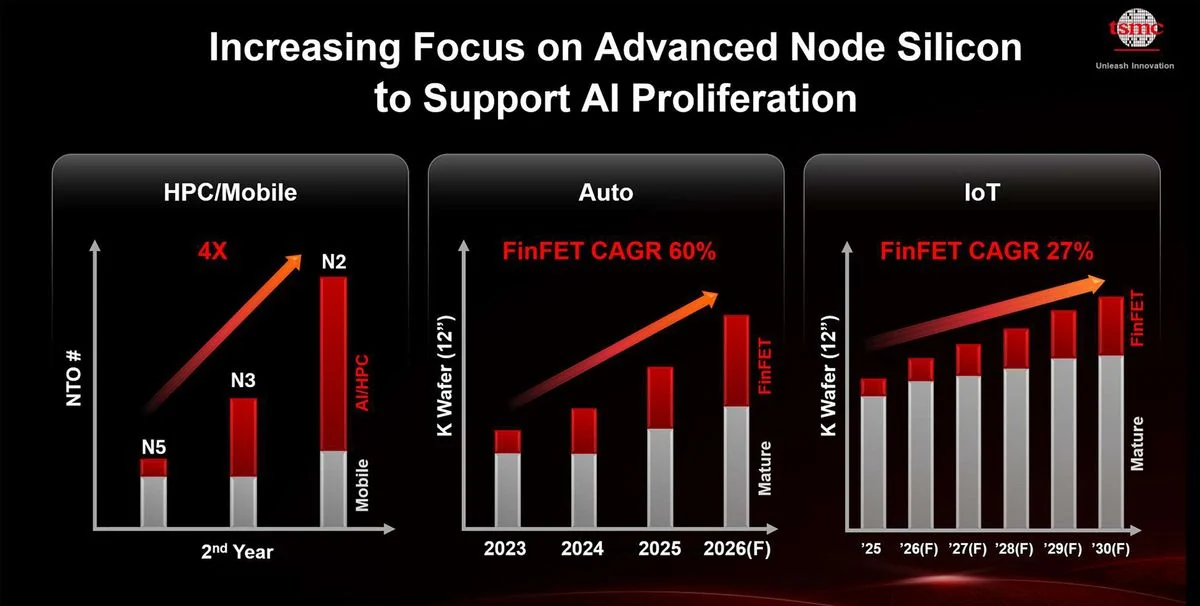 tsmc
Unleash Innovation
Increasing Focus on Advanced Node Silicon
to Support AI Proliferation
HPC/Mobile
4X
NTO #
N5
N3
N2
AI/HPC
Mobile
2nd Year
Auto
FinFET CAGR 60%
K Wafer (12”)
FinFET
Mature
2023 2024 2025 2026(F)
IoT
FinFET CAGR 27%
K Wafer (12”)
FinFET
Mature
’25 ’26(F) ’27(F) ’28(F) ’29(F) ’30(F)